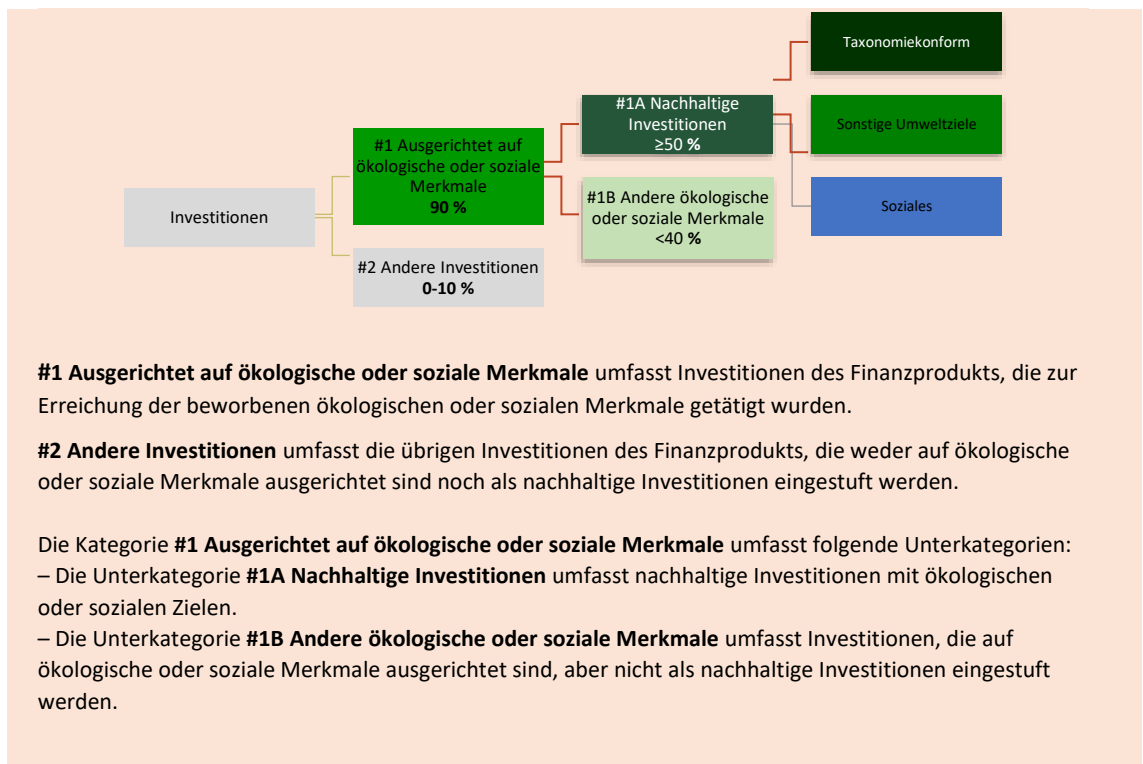 Taxonomiekonform
#1A Nachhaltige
Investitionen
≥50 %
Sonstige Umweltziele
#1 Ausgerichtet auf
ökologische oder soziale
Merkmale
90 %
#1B Andere ökologische
oder soziale Merkmale
<40 %
Soziales
Investitionen
#2 Andere Investitionen
0-10 %
#1 Ausgerichtet auf ökologische oder soziale Merkmale umfasst Investitionen des Finanzprodukts, die zur
Erreichung der beworbenen ökologischen oder sozialen Merkmale getätigt wurden.
#2 Andere Investitionen umfasst die übrigen Investitionen des Finanzprodukts, die weder auf ökologische
oder soziale Merkmale ausgerichtet sind noch als nachhaltige Investitionen eingestuft werden.
Die Kategorie #1 Ausgerichtet auf ökologische oder soziale Merkmale umfasst folgende Unterkategorien:
– Die Unterkategorie #1A Nachhaltige Investitionen umfasst nachhaltige Investitionen mit ökologischen
oder sozialen Zielen.
– Die Unterkategorie #1B Andere ökologische oder soziale Merkmale umfasst Investitionen, die auf
ökologische oder soziale Merkmale ausgerichtet sind, aber nicht als nachhaltige Investitionen eingestuft
werden.